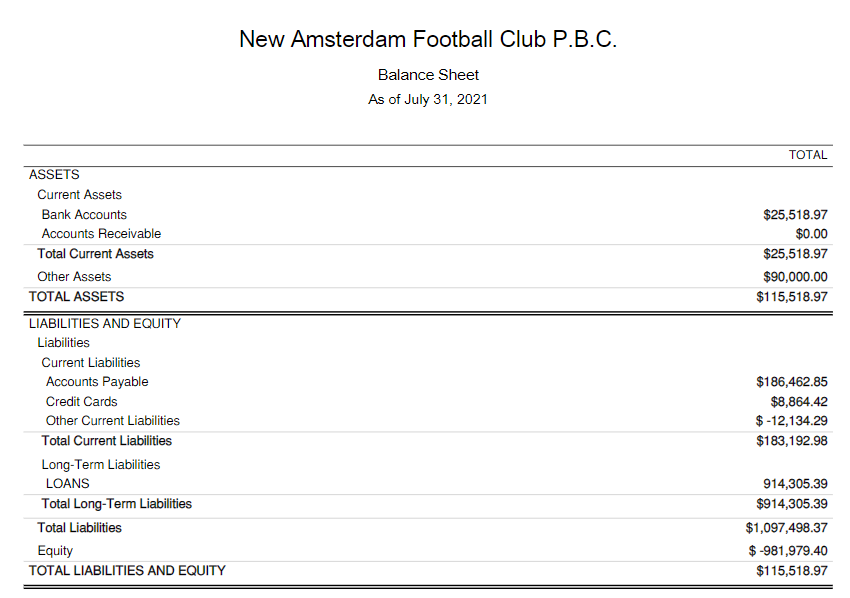 New Amsterdam Football Club P.B.C.
Balance Sheet
As of July 31, 2021
TOTAL
ASSETS
Current Assets
Bank Accounts $25,518.97
Accounts Receivable $0.00
Total Current Assets $25,518.97
Other Assets $90,000.00
TOTAL ASSETS $115,518.97
LIABILITIES AND EQUITY
Liabilities
Current Liabilities
Accounts Payable $186,462.85
Credit Cards $8,864.42
Other Current Liabilities $ -12,134.29
Total Current Liabilities $183,192.98
Long-Term Liabilities
LOANS 914,305.39
Total Long-Term Liabilities $914,305.39
Total Liabilities $1,097,498.37
Equity $ -981,979.40
TOTAL LIABILITIES AND EQUITY $115,518.97